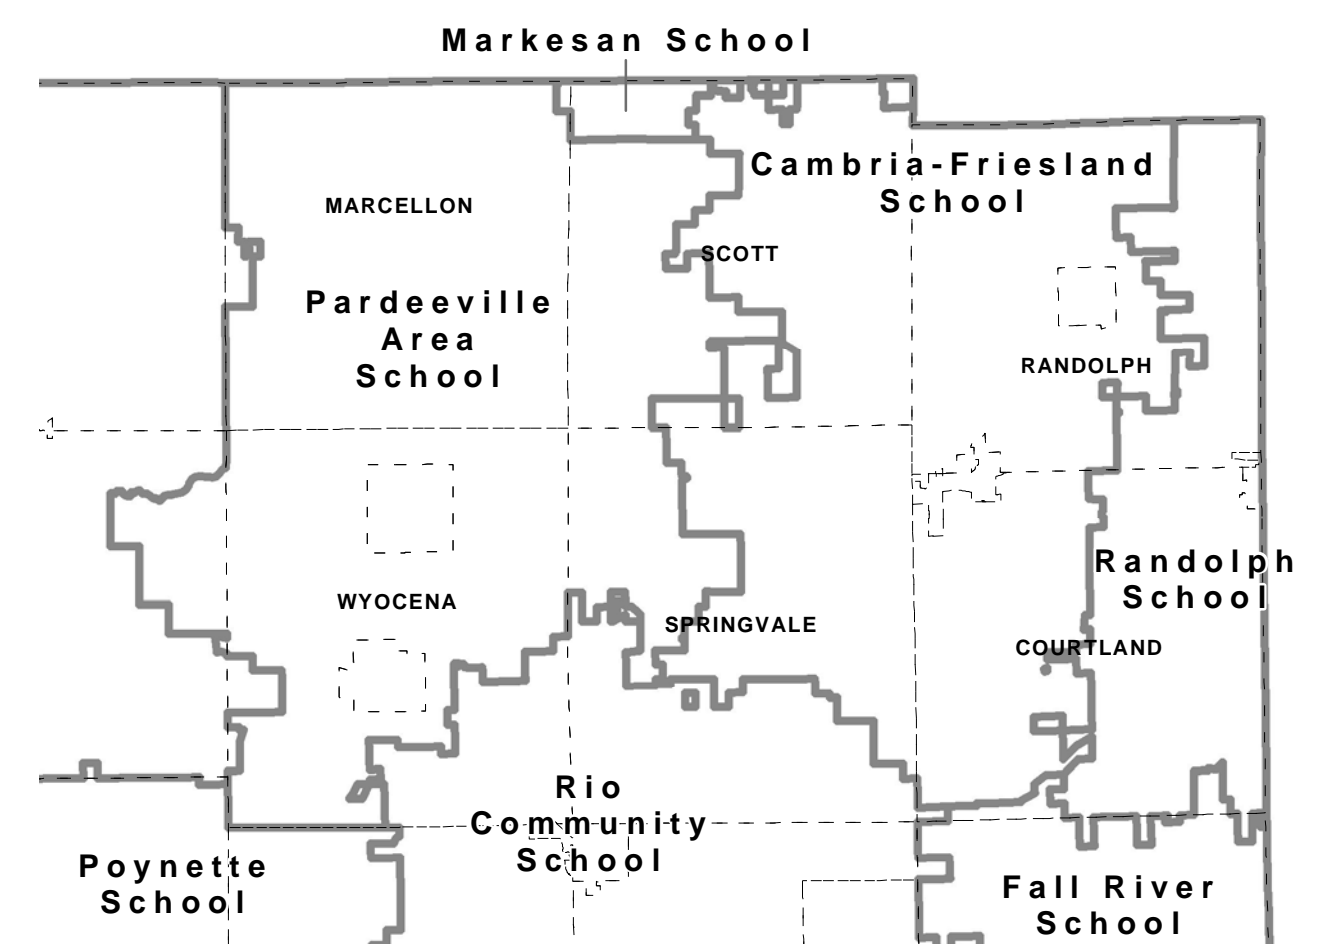 Markesan School
Cambria-Friesland
School
MARCELLON
SCOTT
Pardeeville
Area
School
RANDOLPH
Randolph
School
WYOCENA
SPRINGVALE
COURTLAND
Rio
Community
School
Poynette
School
Fall River
School